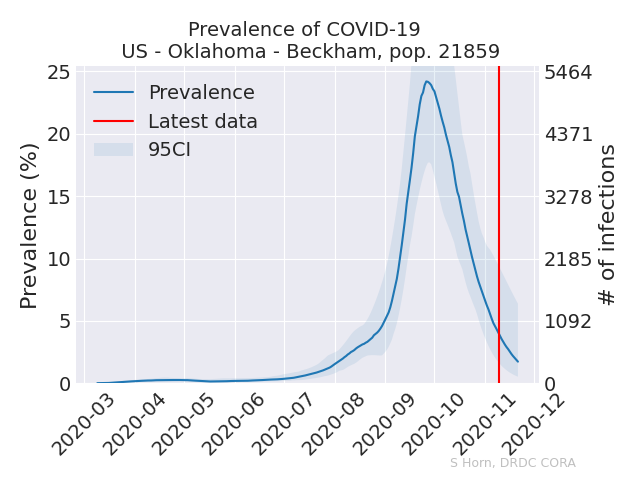 Prevalence of COVID-19
US - Oklahoma - Beckham, pop. 21859
Prevalence
Latest data
95CI
Prevalence (%)
25
20
15
10
5
0
5464
4371
3278
2185
1092
0
# of infections
2020-03
2020-04
2020-05
2020-06
2020-07
2020-08
2020-09
2020-10
2020-11
2020-12
S Horn, DRDC CORA